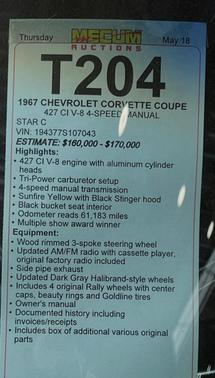 Thursday MECUM May 18
AUCTIONS
T204
1967 CHEVROLET CORVETTE COUPE
427 CI V-8 4-SPEED MANUAL
STAR C
VIN: 194377S107043
ESTIMATE: $160,000 - $170,000
Highlights:
• 427 CI V-8 engine with aluminum cylinder
heads
• Tri-Power carburetor setup
• 4-speed manual transmission
• Sunfire Yellow with Black Stinger hood
• Black bucket seat interior
• Odometer reads 61,183 miles
• Multiple show award winner
Equipment:
• Wood rimmed 3-spoke steering wheel
• Updated AM/FM radio with cassette player,
original factory radio included
• Side pipe exhaust
• Updated Dark Gray Halibrand-style wheels
• Includes 4 original Rally wheels with center
caps, beauty rings and Goldline tires
• Owner's manual
• Documented history including
invoices/receipts
• Includes box of additional various original
parts